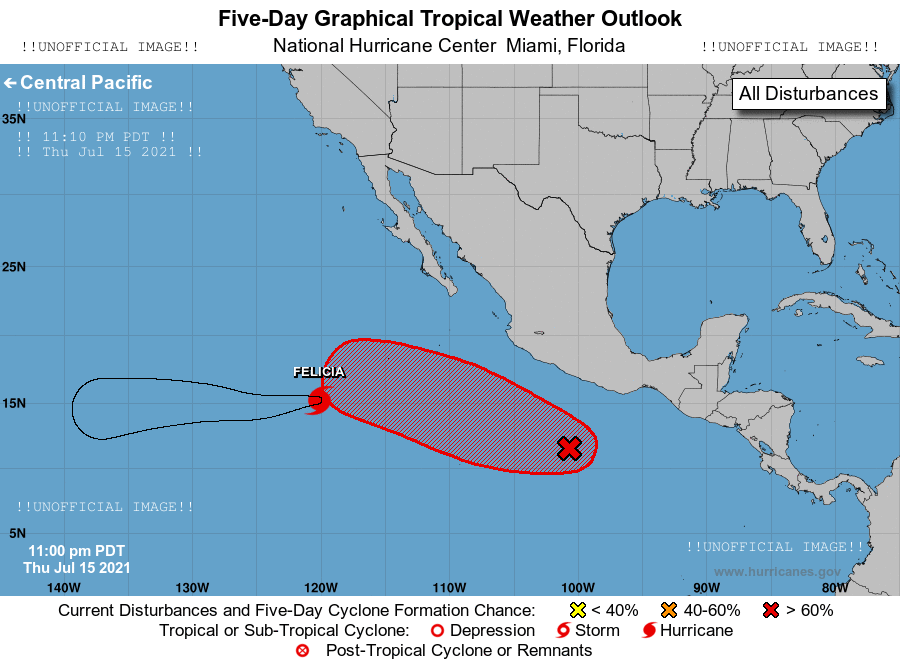 Five-Day Graphical Tropical Weather Outlook
!!UNOFFICIAL IMAGE!! National Hurricane Center Miami, Florida !!UNOFFICIAL IMAGE!!
← Central Pacific
All Disturbances
!!UNOFFICIAL IMAGE!!
35N
!! 11:10 PM PDT !!
!! Thu Jul 15 2021 !!
25N
FELICIA
15N
!!UNOFFICIAL IMAGE!!
5N
11:00 pm PDT
Thu Jul 15 2021
!!UNOFFICIAL IMAGE!!
www.hurricanes.gov
140W 130W 120W 110W 100W 90W 80W
Current Disturbances and Five-Day Cyclone Formation Chance: < 40% 40-60% > 60%
Tropical or Sub-Tropical Cyclone: Depression Storm Hurricane
Post-Tropical Cyclone or Remnants